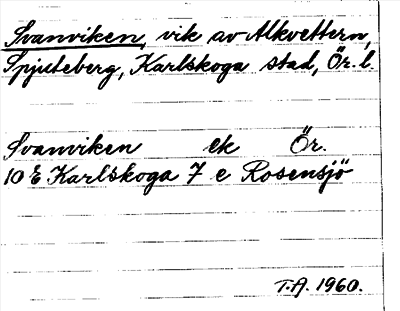 Svanviken, vik av Alkvettern,
Spjuteberg, Karlskoga stad, Ör. l.
Svanviken ek Ör.
10 E Karlskoga 7 e Rosensjö
T.A. 1960.